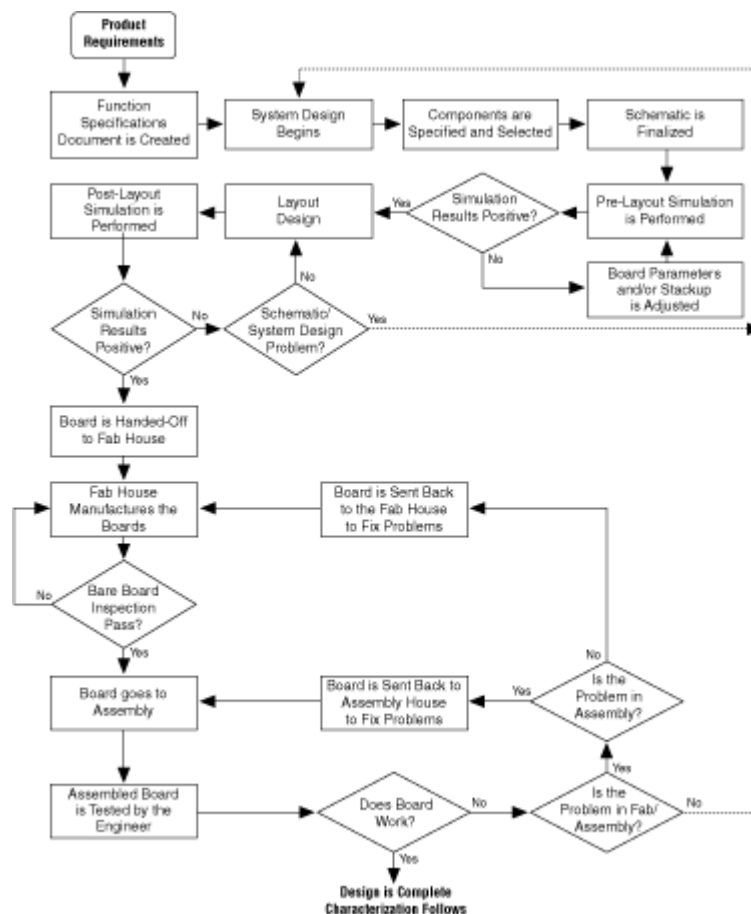 Product
Requirements
Function
Specifications
Document is Created
System Design
Begins
Components are
Specified and Selected
Schematic is
Finalized
Post-Layout
Simulation is
Performed
Layout
Design
Yes
Simulation
Results Positive?
Pre-Layout Simulation
is Performed
No
Board Parameters
and/or Stackup
is Adjusted
No
Simulation
Results
Positive?
No
Schematic/
System Design
Problem?
Yes
Yes
Board is Handed-Off
to Fab House
Fab House
Manufactures the
Boards
Board is Sent Back
to the Fab House
to Fix Problems
No
Bare Board
Inspection
Pass?
Yes
No
Board goes to
Assembly
Board is Sent Back to
Assembly House
to Fix Problems
Yes
Is the
Problem in
Assembly?
Yes
Assembled Board
is Tested by the
Engineer
Does Board
Work?
No
Is the
Problem in Fab/
Assembly?
No
Yes
Design is Complete
Characterization Follows